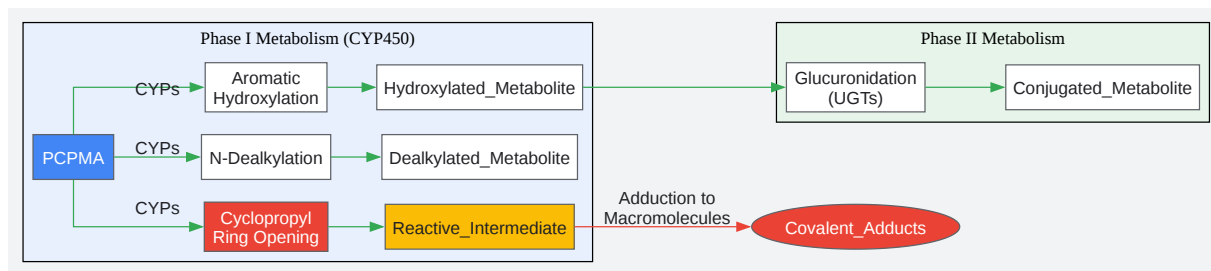 Phase I Metabolism (CYP450)
Phase II Metabolism
CYPs
Aromatic
Hydroxylation
Hydroxylated_Metabolite
Glucuronidation
(UGTs)
Conjugated_Metabolite
PCPMA
CYPs
N-Dealkylation
Dealkylated_Metabolite
CYPs
Cyclopropyl
Ring Opening
Reactive_Intermediate
Adduction to
Macromolecules
Covalent_Adducts